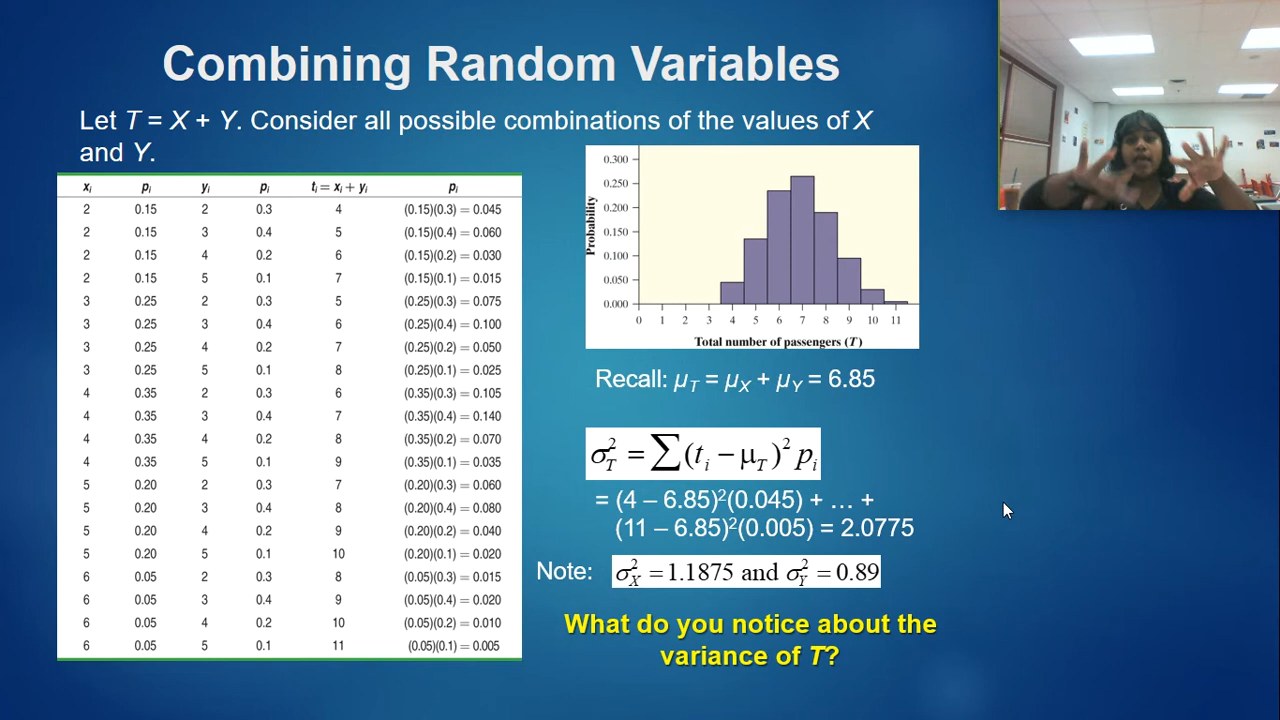 Combining Random Variables
Let T = X + Y. Consider all possible combinations of the values of X
and Y.
xᵢ pᵢ yᵢ pᵢ tᵢ = xᵢ + yᵢ pᵢ
2 0.15 2 0.3 4 (0.15)(0.3) = 0.045
2 0.15 3 0.4 5 (0.15)(0.4) = 0.060
2 0.15 4 0.2 6 (0.15)(0.2) = 0.030
2 0.15 5 0.1 7 (0.15)(0.1) = 0.015
3 0.25 2 0.3 5 (0.25)(0.3) = 0.075
3 0.25 3 0.4 6 (0.25)(0.4) = 0.100
3 0.25 4 0.2 7 (0.25)(0.2) = 0.050
3 0.25 5 0.1 8 (0.25)(0.1) = 0.025
4 0.35 2 0.3 6 (0.35)(0.3) = 0.105
4 0.35 3 0.4 7 (0.35)(0.4) = 0.140
4 0.35 4 0.2 8 (0.35)(0.2) = 0.070
4 0.35 5 0.1 9 (0.35)(0.1) = 0.035
5 0.20 2 0.3 7 (0.20)(0.3) = 0.060
5 0.20 3 0.4 8 (0.20)(0.4) = 0.080
5 0.20 4 0.2 9 (0.20)(0.2) = 0.040
5 0.20 5 0.1 10 (0.20)(0.1) = 0.020
6 0.05 2 0.3 8 (0.05)(0.3) = 0.015
6 0.05 3 0.4 9 (0.05)(0.4) = 0.020
6 0.05 4 0.2 10 (0.05)(0.2) = 0.010
6 0.05 5 0.1 11 (0.05)(0.1) = 0.005
Probability
0.300
0.250
0.200
0.150
0.100
0.050
0.000
0 1 2 3 4 5 6 7 8 9 10 11
Total number of passengers (T)
Recall: μ_T = μ_X + μ_Y = 6.85
σ_T² = ∑(tᵢ − μ_T)² pᵢ
= (4 – 6.85)²(0.045) + … +
(11 – 6.85)²(0.005) = 2.0775
Note: σ_X² = 1.1875 and σ_Y² = 0.89
What do you notice about the
variance of T?